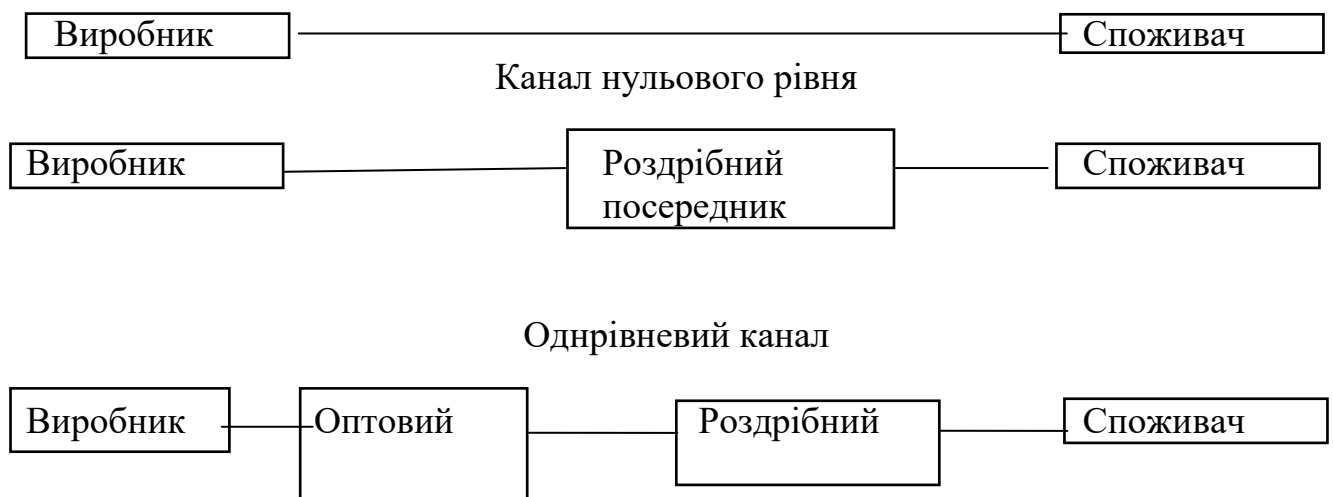 Виробник Споживач
Канал нульового рівня
Виробник Роздрібний посередник Споживач
Однрівневий канал
Виробник Оптовий Роздрібний Споживач